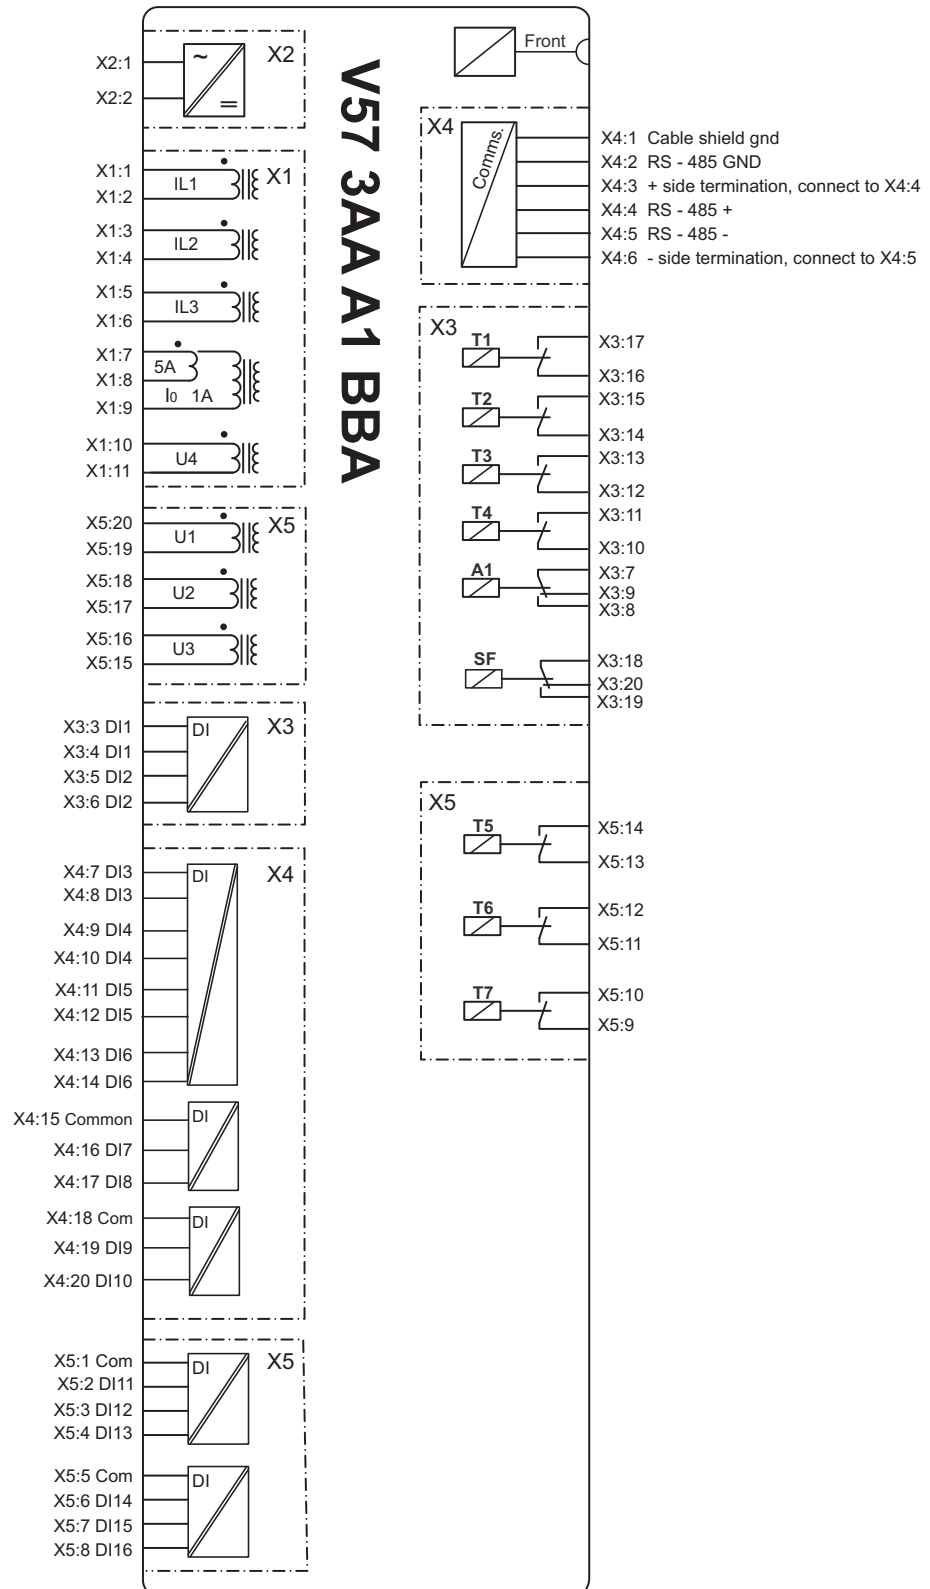 V57 3AA A1 BBA
X2
X2:1
X2:2
~
=
X1
X1:1
IL1
X1:2
X1:3
IL2
X1:4
X1:5
IL3
X1:6
X1:7
5A
X1:8
I0 1A
X1:9
X1:10
U4
X1:11
X5
X5:20
U1
X5:19
X5:18
U2
X5:17
X5:16
U3
X5:15
X3
DI
X3:3 DI1
X3:4 DI1
X3:5 DI2
X3:6 DI2
X4
DI
X4:7 DI3
X4:8 DI3
X4:9 DI4
X4:10 DI4
X4:11 DI5
X4:12 DI5
X4:13 DI6
X4:14 DI6
DI
X4:15 Common
X4:16 DI7
X4:17 DI8
DI
X4:18 Com
X4:19 DI9
X4:20 DI10
X5
DI
X5:1 Com
X5:2 DI11
X5:3 DI12
X5:4 DI13
DI
X5:5 Com
X5:6 DI14
X5:7 DI15
X5:8 DI16
Front
X4
Comms.
X4:1 Cable shield gnd
X4:2 RS - 485 GND
X4:3 + side termination, connect to X4:4
X4:4 RS - 485 +
X4:5 RS - 485 -
X4:6 - side termination, connect to X4:5
X3
T1
X3:17
X3:16
T2
X3:15
X3:14
T3
X3:13
X3:12
T4
X3:11
X3:10
A1
X3:7
X3:9
X3:8
SF
X3:18
X3:20
X3:19
X5
T5
X5:14
X5:13
T6
X5:12
X5:11
T7
X5:10
X5:9